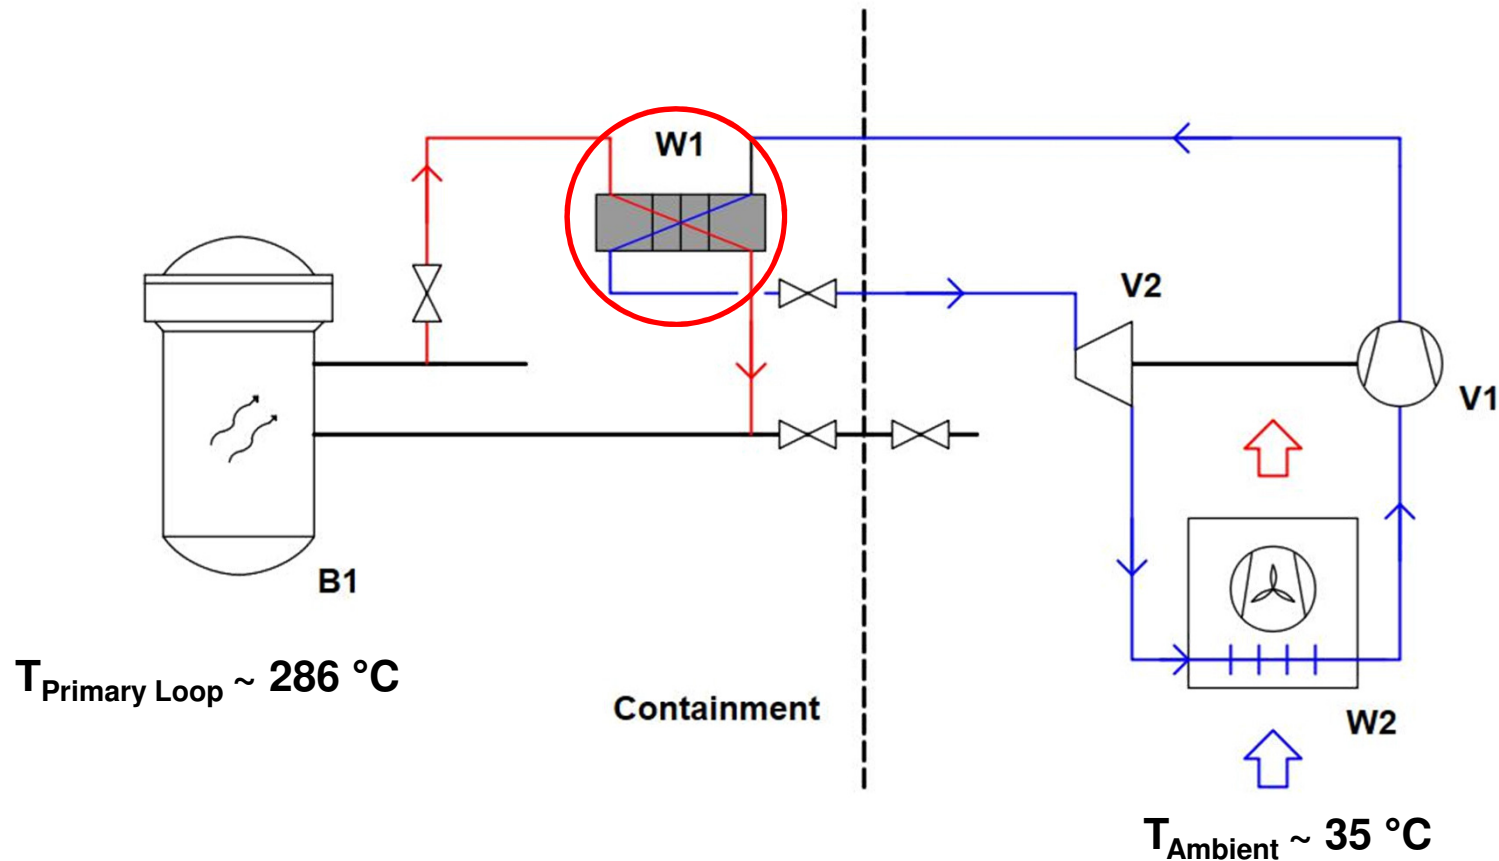 W1
V2
V1
B1
T_Primary Loop ~ 286 °C
Containment
W2
T_Ambient ~ 35 °C